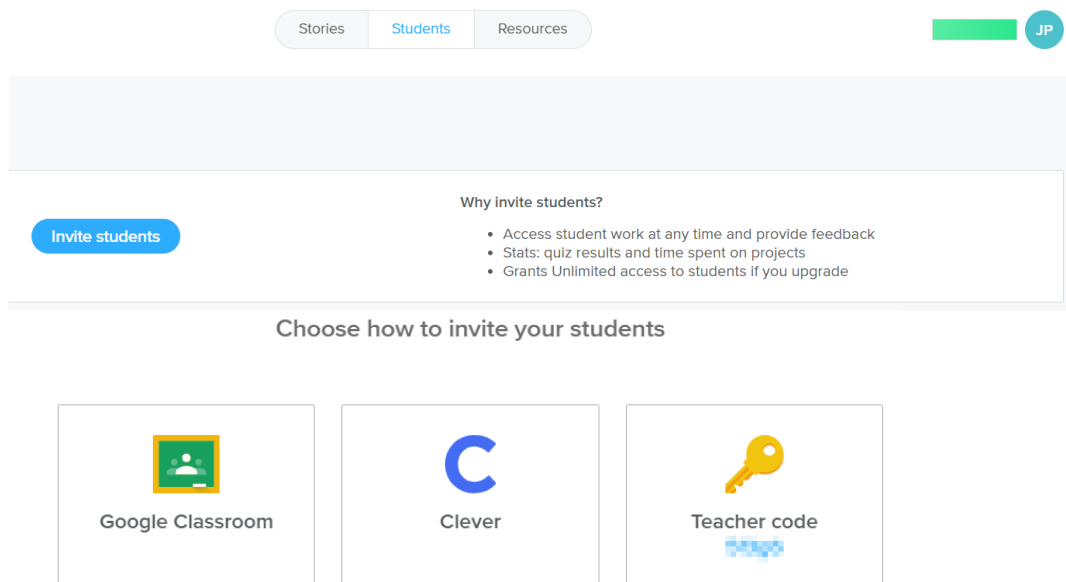 Stories
Students
Resources
JP
Invite students
Why invite students?
Access student work at any time and provide feedback
Stats: quiz results and time spent on projects
Grants Unlimited access to students if you upgrade
Choose how to invite your students
Google Classroom
Clever
Teacher code